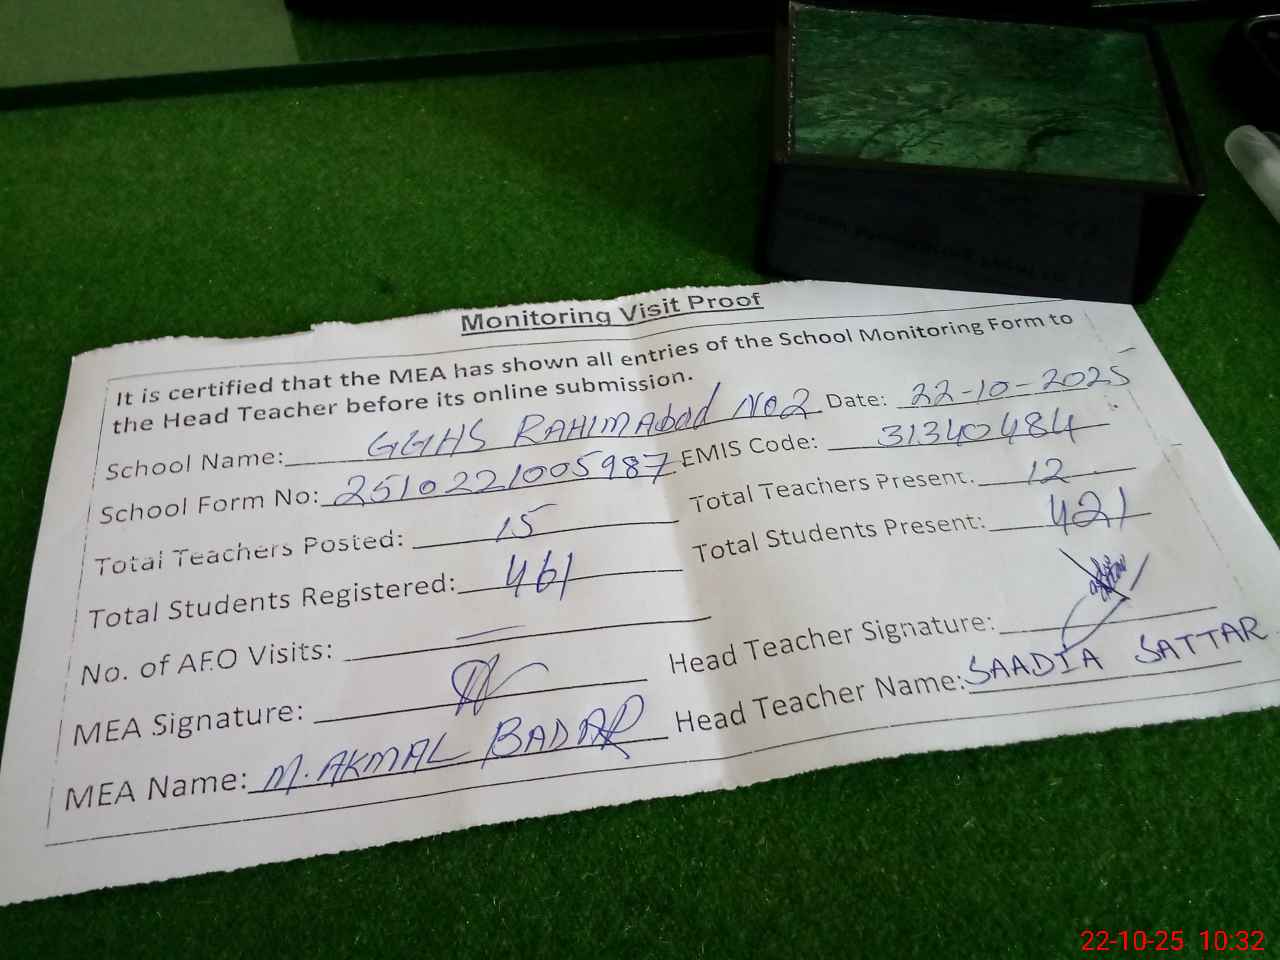 Monitoring Visit Proof
It is certified that the MEA has shown all entries of the School Monitoring Form to
the Head Teacher before its online submission.
School Name: GGHS RAHIMAbad NO2 Date: 22-10-2025
School Form No: 2510221005987 EMIS Code: 31340484
Total Teachers Posted: 15 Total Teachers Present. 12
Total Students Registered: 461 Total Students Present: 421
No. of AEO Visits: —
MEA Signature: Head Teacher Signature:
MEA Name: M. AKMAL BADAR Head Teacher Name: SAADIA SATTAR
22-10-25 10:32